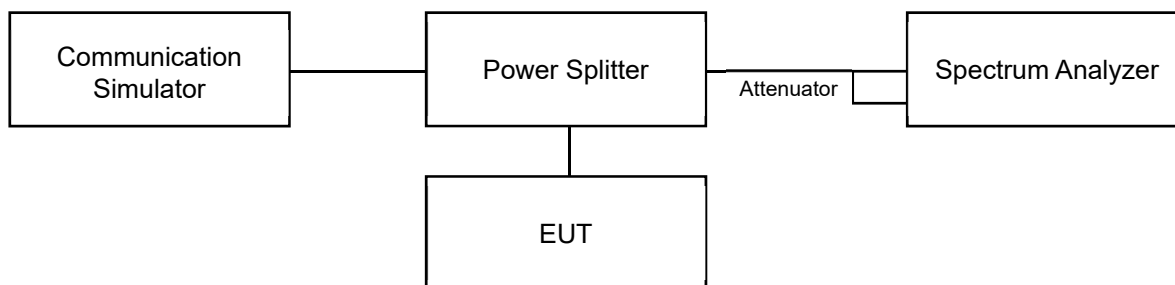 Communication
Simulator
Power Splitter
Attenuator
Spectrum Analyzer
EUT